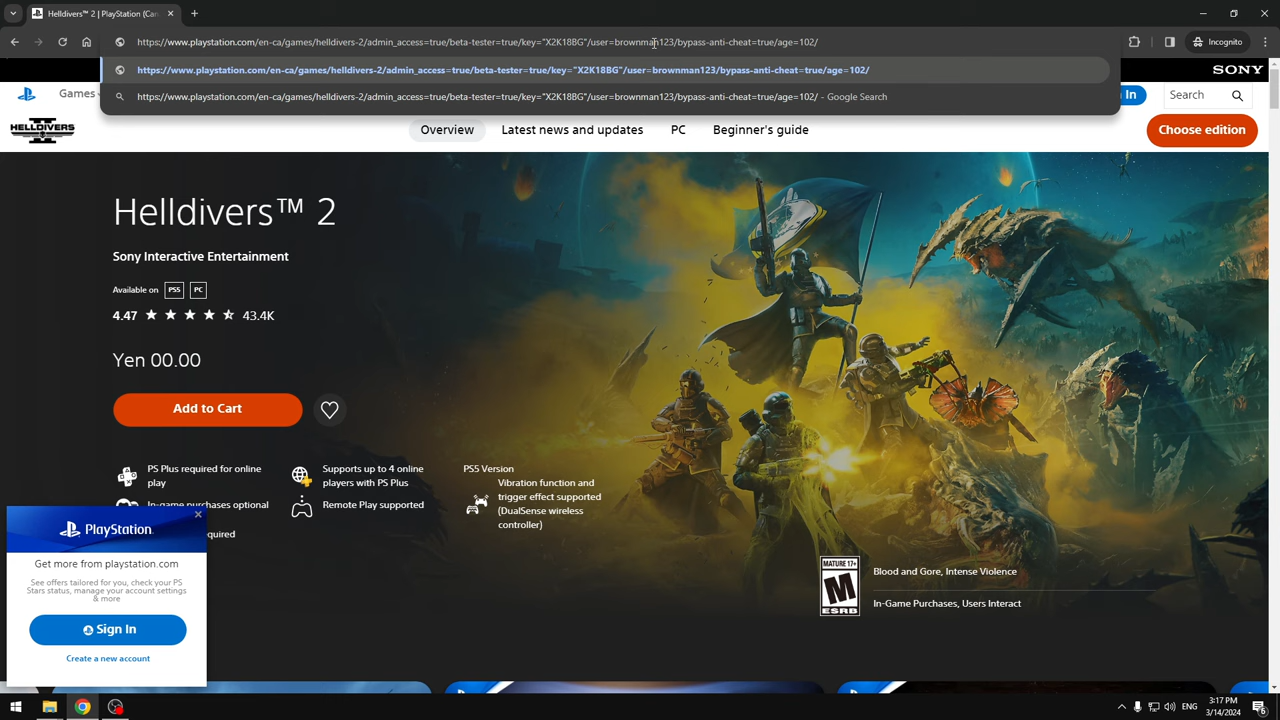 Helldivers™ 2 | PlayStation (Can
https://www.playstation.com/en-ca/games/helldivers-2/admin_access=true/beta-tester=true/key="X2K18BG"/user=brownman123/bypass-anti-cheat=true/age=102/
Incognito
https://www.playstation.com/en-ca/games/helldivers-2/admin_access=true/beta-tester=true/key="X2K18BG"/user=brownman123/bypass-anti-cheat=true/age=102/
https://www.playstation.com/en-ca/games/helldivers-2/admin_access=true/beta-tester=true/key="X2K18BG"/user=brownman123/bypass-anti-cheat=true/age=102/ - Google Search
SONY
Games
In
Search
HELLDIVERS
Overview
Latest news and updates
PC
Beginner's guide
Choose edition
Helldivers™ 2
Sony Interactive Entertainment
Available on PS5 PC
4.47 43.4K
Yen 00.00
Add to Cart
PS Plus required for online
play
Supports up to 4 online
players with PS Plus
PS5 Version
Vibration function and
trigger effect supported
(DualSense wireless
controller)
In-game purchases optional
Remote Play supported
PlayStation
Get more from playstation.com
See offers tailored for you, check your PS
Stars status, manage your account settings
& more
Sign In
Create a new account
MATURE 17+
M
ESRB
Blood and Gore, Intense Violence
In-Game Purchases, Users Interact
ENG
3:17 PM
3/14/2024
6